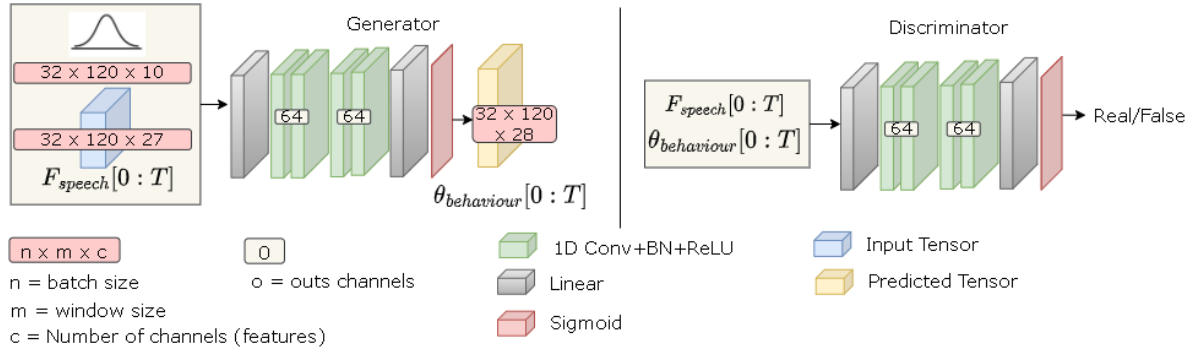 Generator
32 x 120 x 10
32 x 120 x 27
F_speech[0 : T]
64
64
32 x 120
x 28
θ_behaviour[0 : T]
Discriminator
F_speech[0 : T]
θ_behaviour[0 : T]
64
64
Real/False
n x m x c
n = batch size
m = window size
c = Number of channels (features)
0
o = outs channels
1D Conv+BN+ReLU
Linear
Sigmoid
Input Tensor
Predicted Tensor